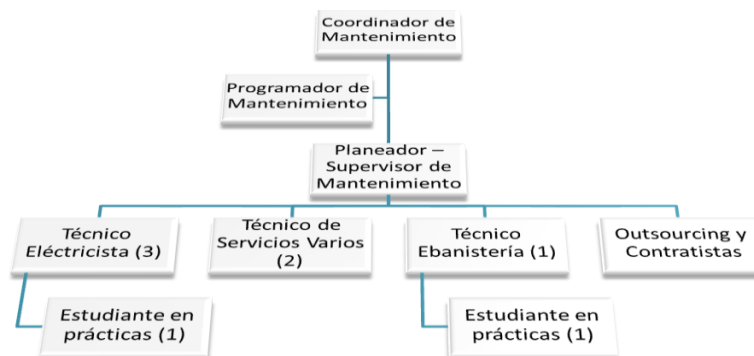 Coordinador de
Mantenimiento
Programador de
Mantenimiento
Planeador –
Supervisor de
Mantenimiento
Técnico
Eléctricista (3)
Técnico de
Servicios Varios
(2)
Técnico
Ebanistería (1)
Outsourcing y
Contratistas
Estudiante en
prácticas (1)
Estudiante en
prácticas (1)